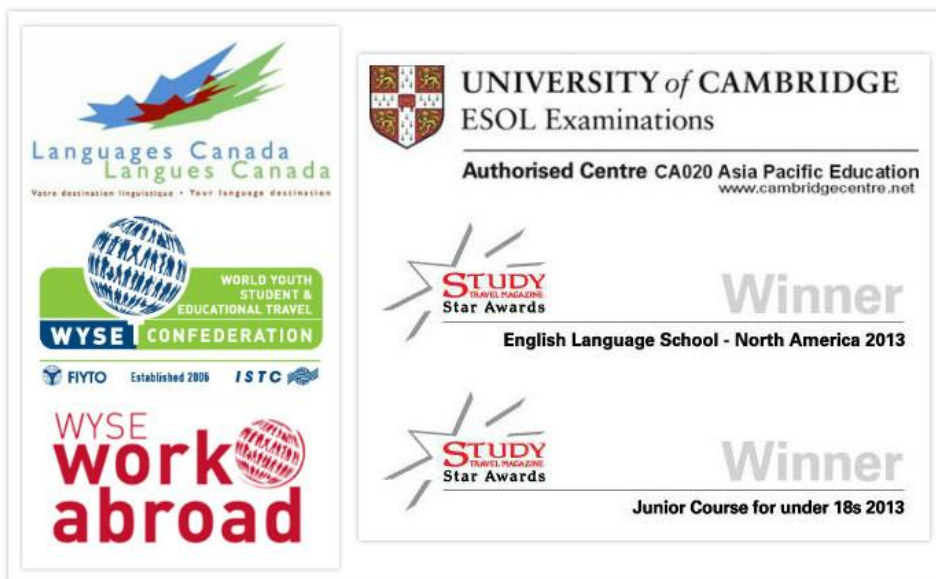 Languages Canada
Langues Canada
Votre destination linguistique • Your language destination
WORLD YOUTH
STUDENT &
EDUCATIONAL TRAVEL
WYSE CONFEDERATION
FIYTO Established 2006 ISTC
WYSE
work
abroad
UNIVERSITY of CAMBRIDGE
ESOL Examinations
Authorised Centre CA020 Asia Pacific Education
www.cambridgecentre.net
STUDY
TRAVEL MAGAZINE
Star Awards
Winner
English Language School - North America 2013
STUDY
TRAVEL MAGAZINE
Star Awards
Winner
Junior Course for under 18s 2013